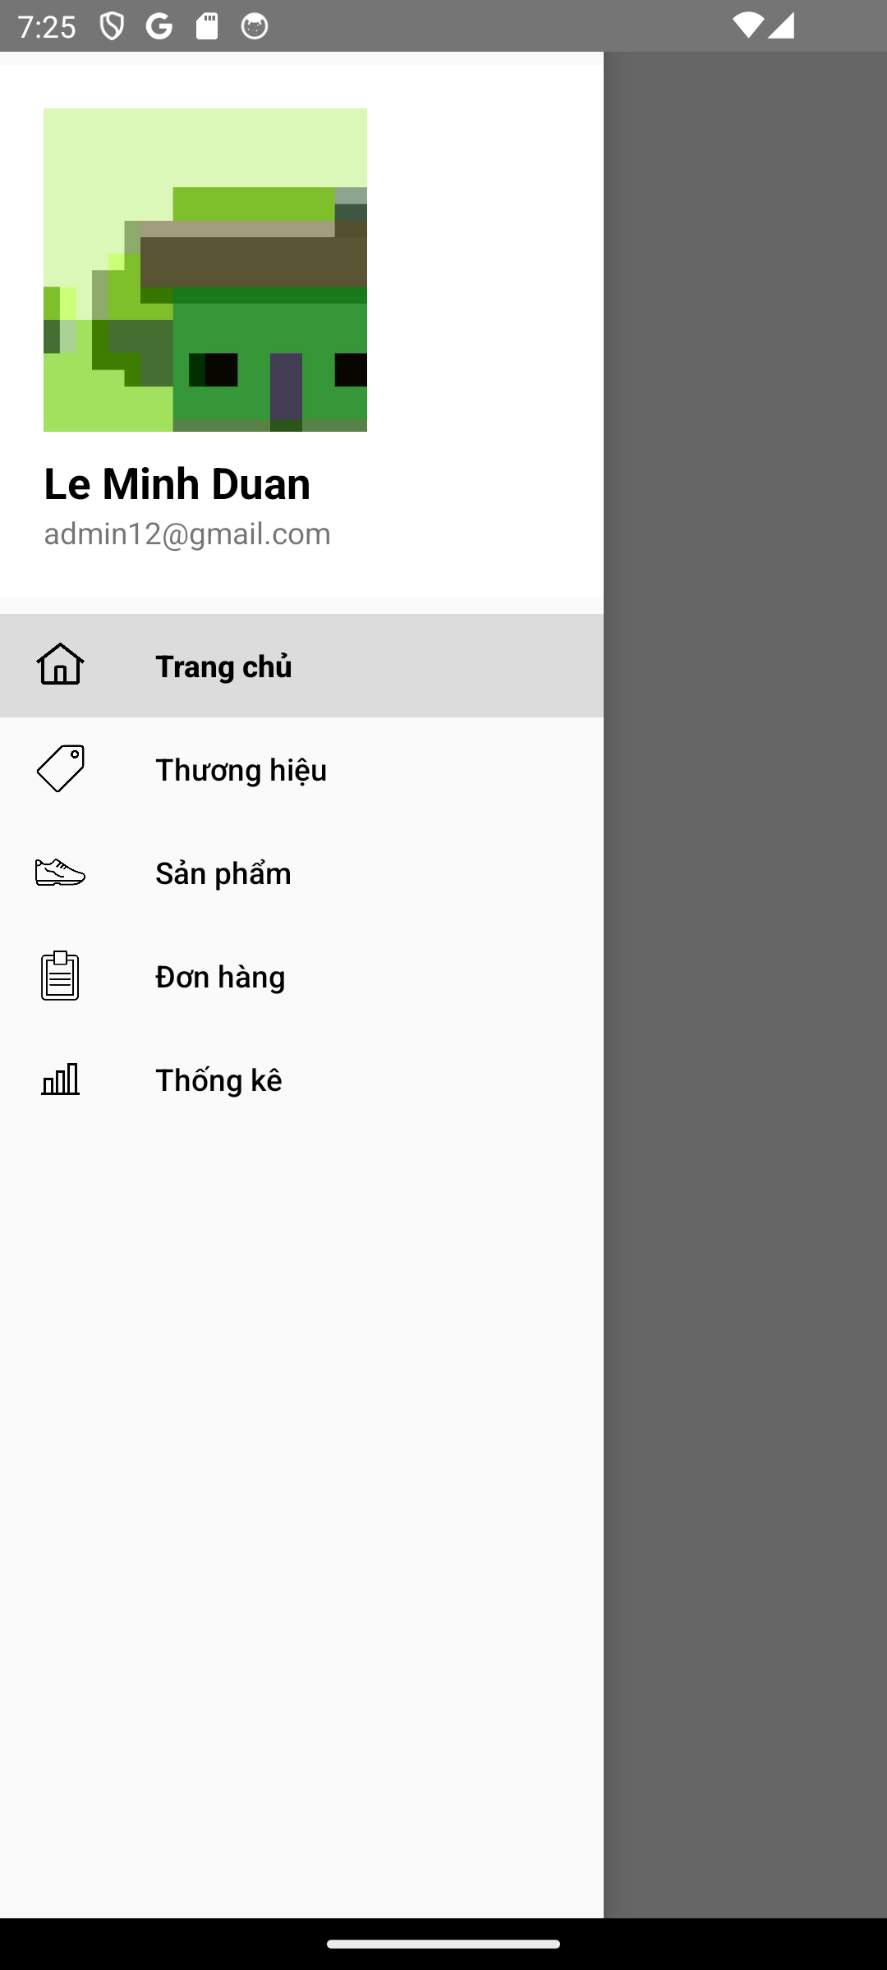 7:25
Le Minh Duan
admin12@gmail.com
Trang chủ
Thương hiệu
Sản phẩm
Đơn hàng
Thống kê